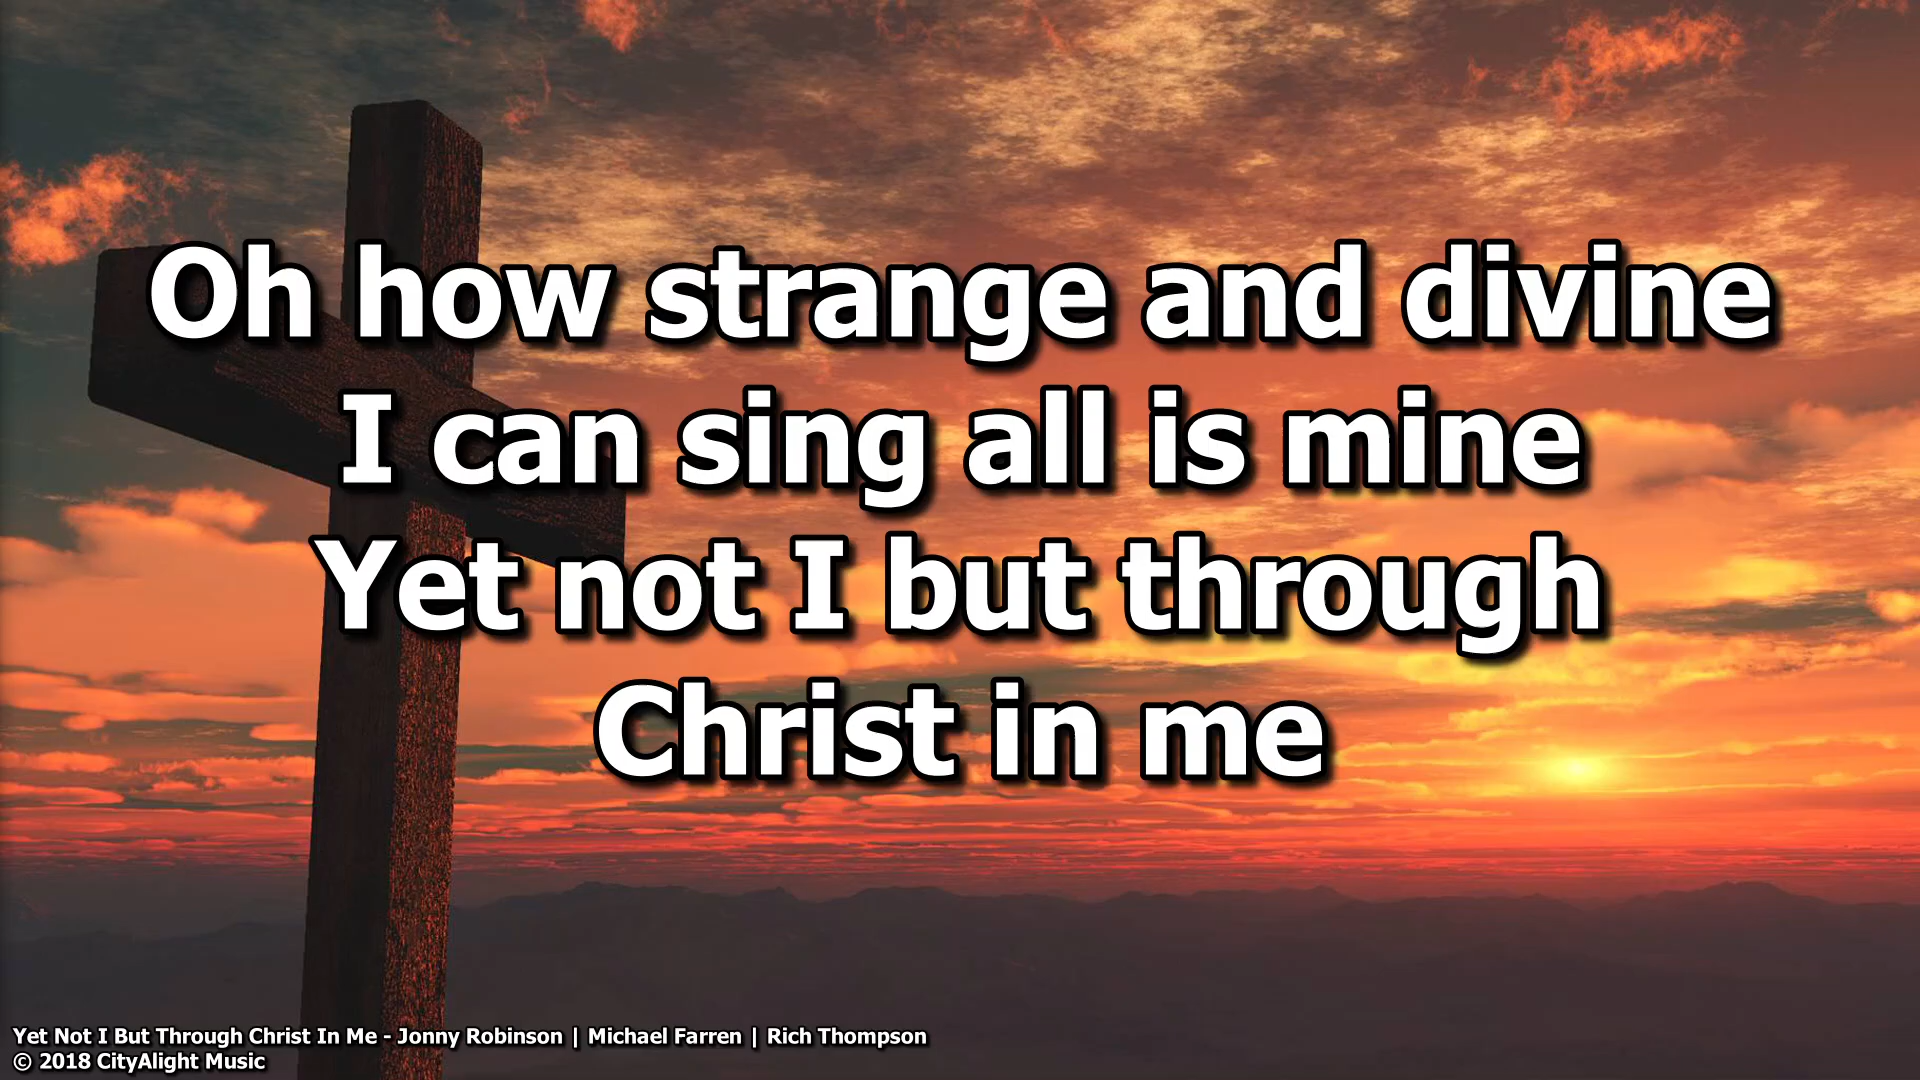 Oh how strange and divine
I can sing all is mine
Yet not I but through
Christ in me
Yet Not I But Through Christ In Me - Jonny Robinson | Michael Farren | Rich Thompson
© 2018 CityAlight Music